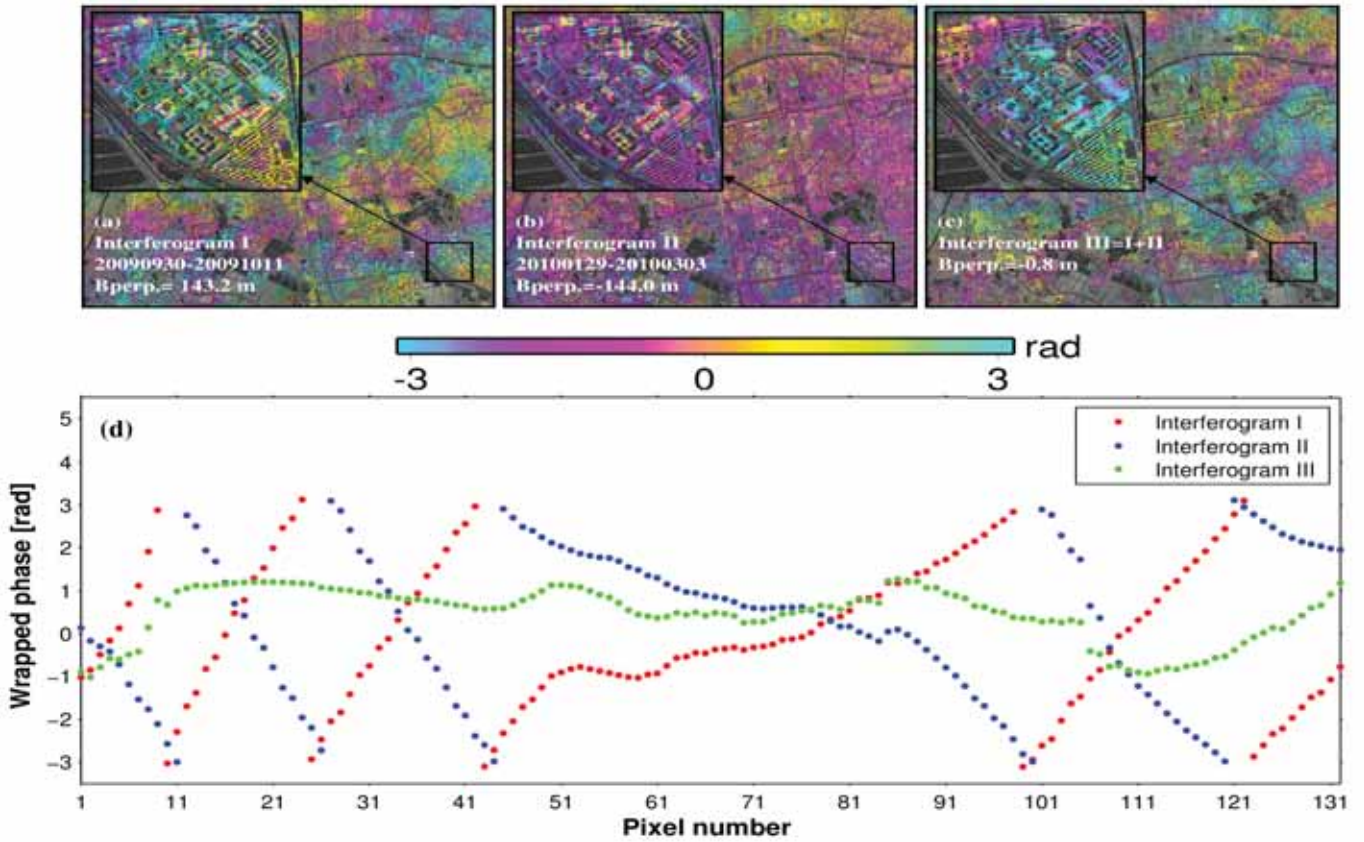 (a)
Interferogram I
20090930-20091011
Bperp.= 143.2 m
(b)
Interferogram II
20100129-20100303
Bperp.=-144.0 m
(c)
Interferogram III=I+II
Bperp.=-0.8 m
rad
-3 0 3
(d)
Interferogram I
Interferogram II
Interferogram III
Wrapped phase [rad]
5
4
3
2
1
0
−1
−2
−3
1 11 21 31 41 51 61 71 81 91 101 111 121 131
Pixel number